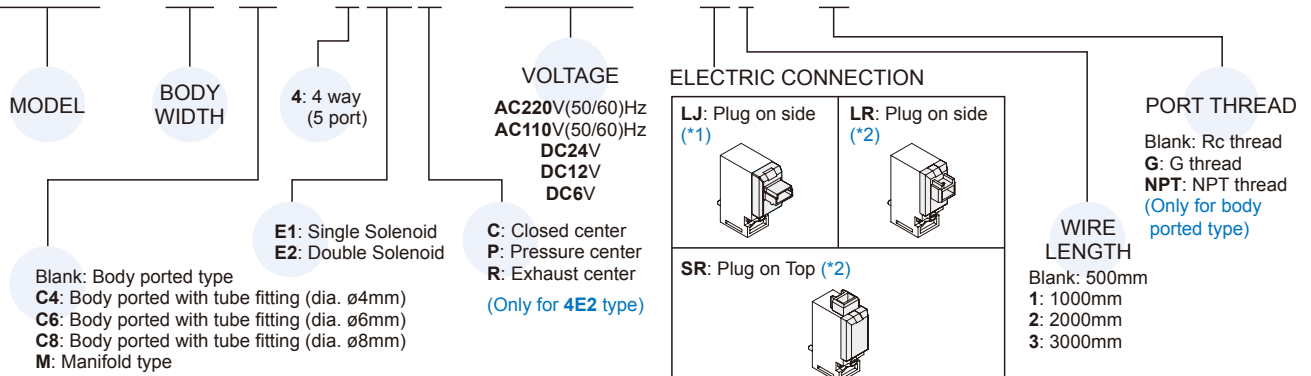 MODEL
BODY
WIDTH
4: 4 way
(5 port)
VOLTAGE
AC220V(50/60)Hz
AC110V(50/60)Hz
DC24V
DC12V
DC6V
ELECTRIC CONNECTION
LJ: Plug on side
(*1)
LR: Plug on side
(*2)
SR: Plug on Top (*2)
PORT THREAD
Blank: Rc thread
G: G thread
NPT: NPT thread
(Only for body
ported type)
E1: Single Solenoid
E2: Double Solenoid
C: Closed center
P: Pressure center
R: Exhaust center
(Only for 4E2 type)
WIRE
LENGTH
Blank: 500mm
1: 1000mm
2: 2000mm
3: 3000mm
Blank: Body ported type
C4: Body ported with tube fitting (dia. ø4mm)
C6: Body ported with tube fitting (dia. ø6mm)
C8: Body ported with tube fitting (dia. ø8mm)
M: Manifold type